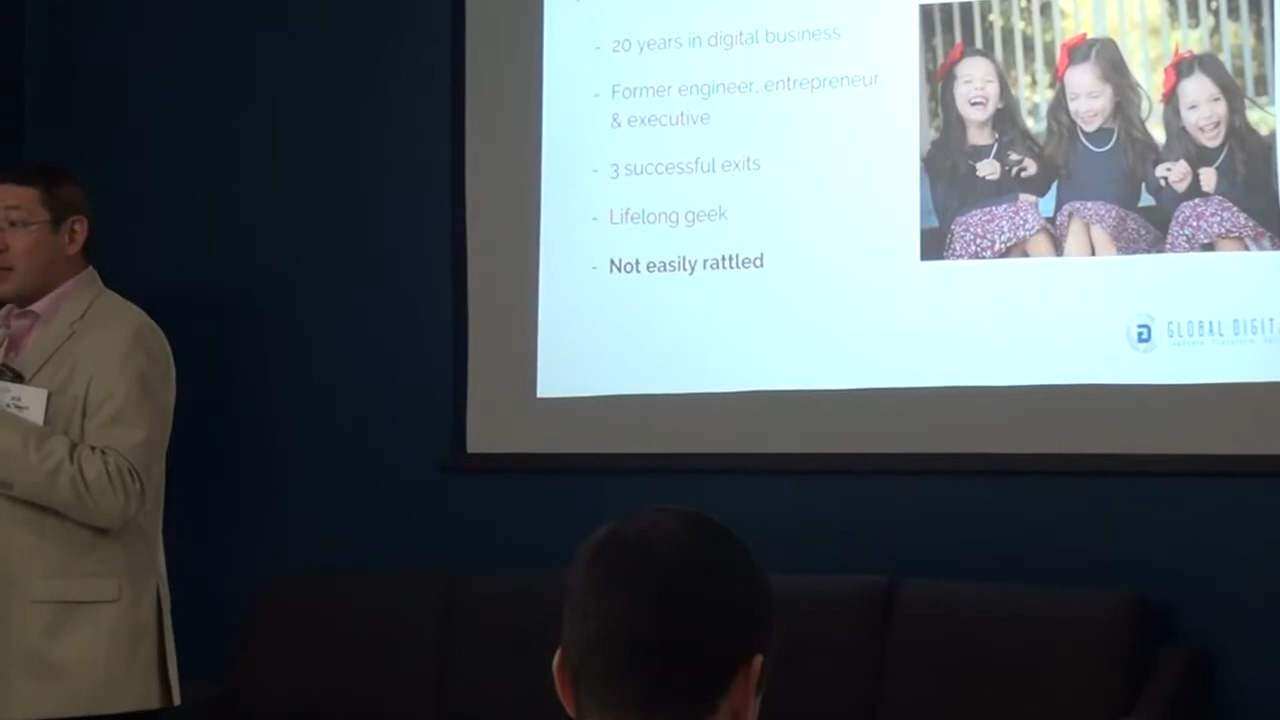 - 20 years in digital business
- Former engineer, entrepreneur,
& executive
- 3 successful exits
- Lifelong geek
- Not easily rattled
GLOBAL DIGIT